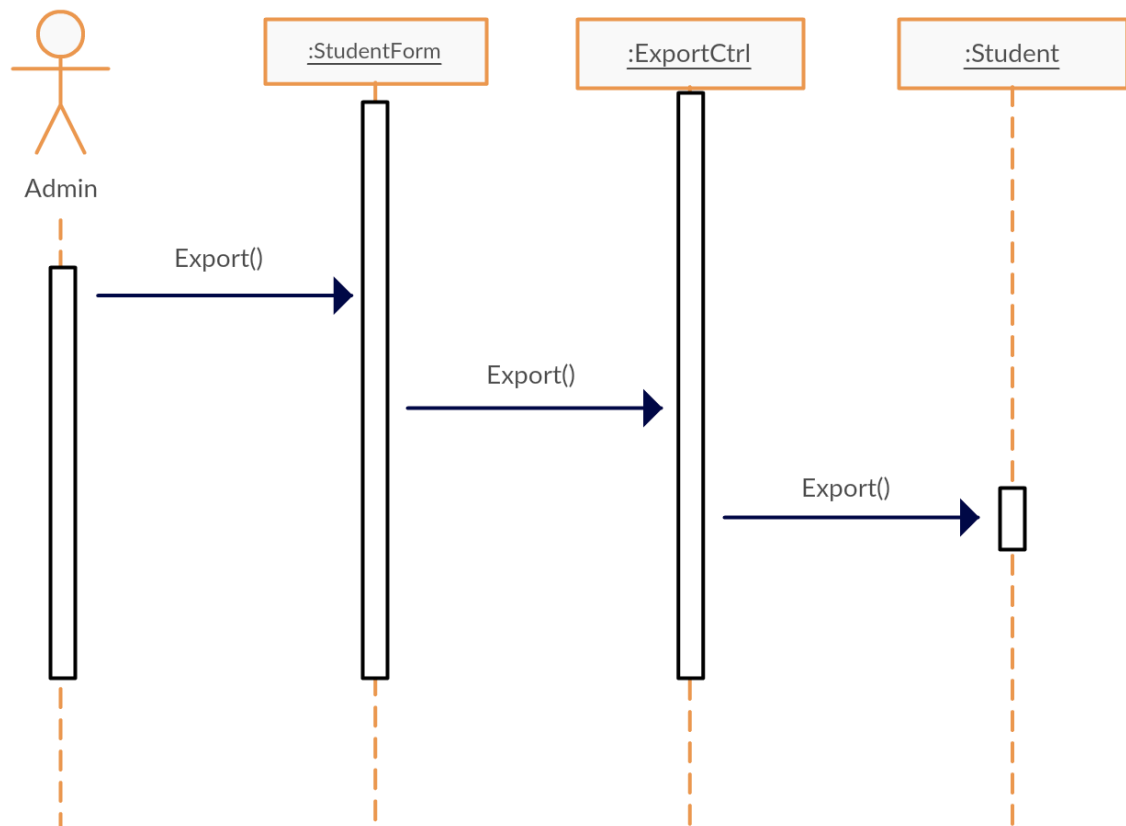 :StudentForm
:ExportCtrl
:Student
Admin
Export()
Export()
Export()